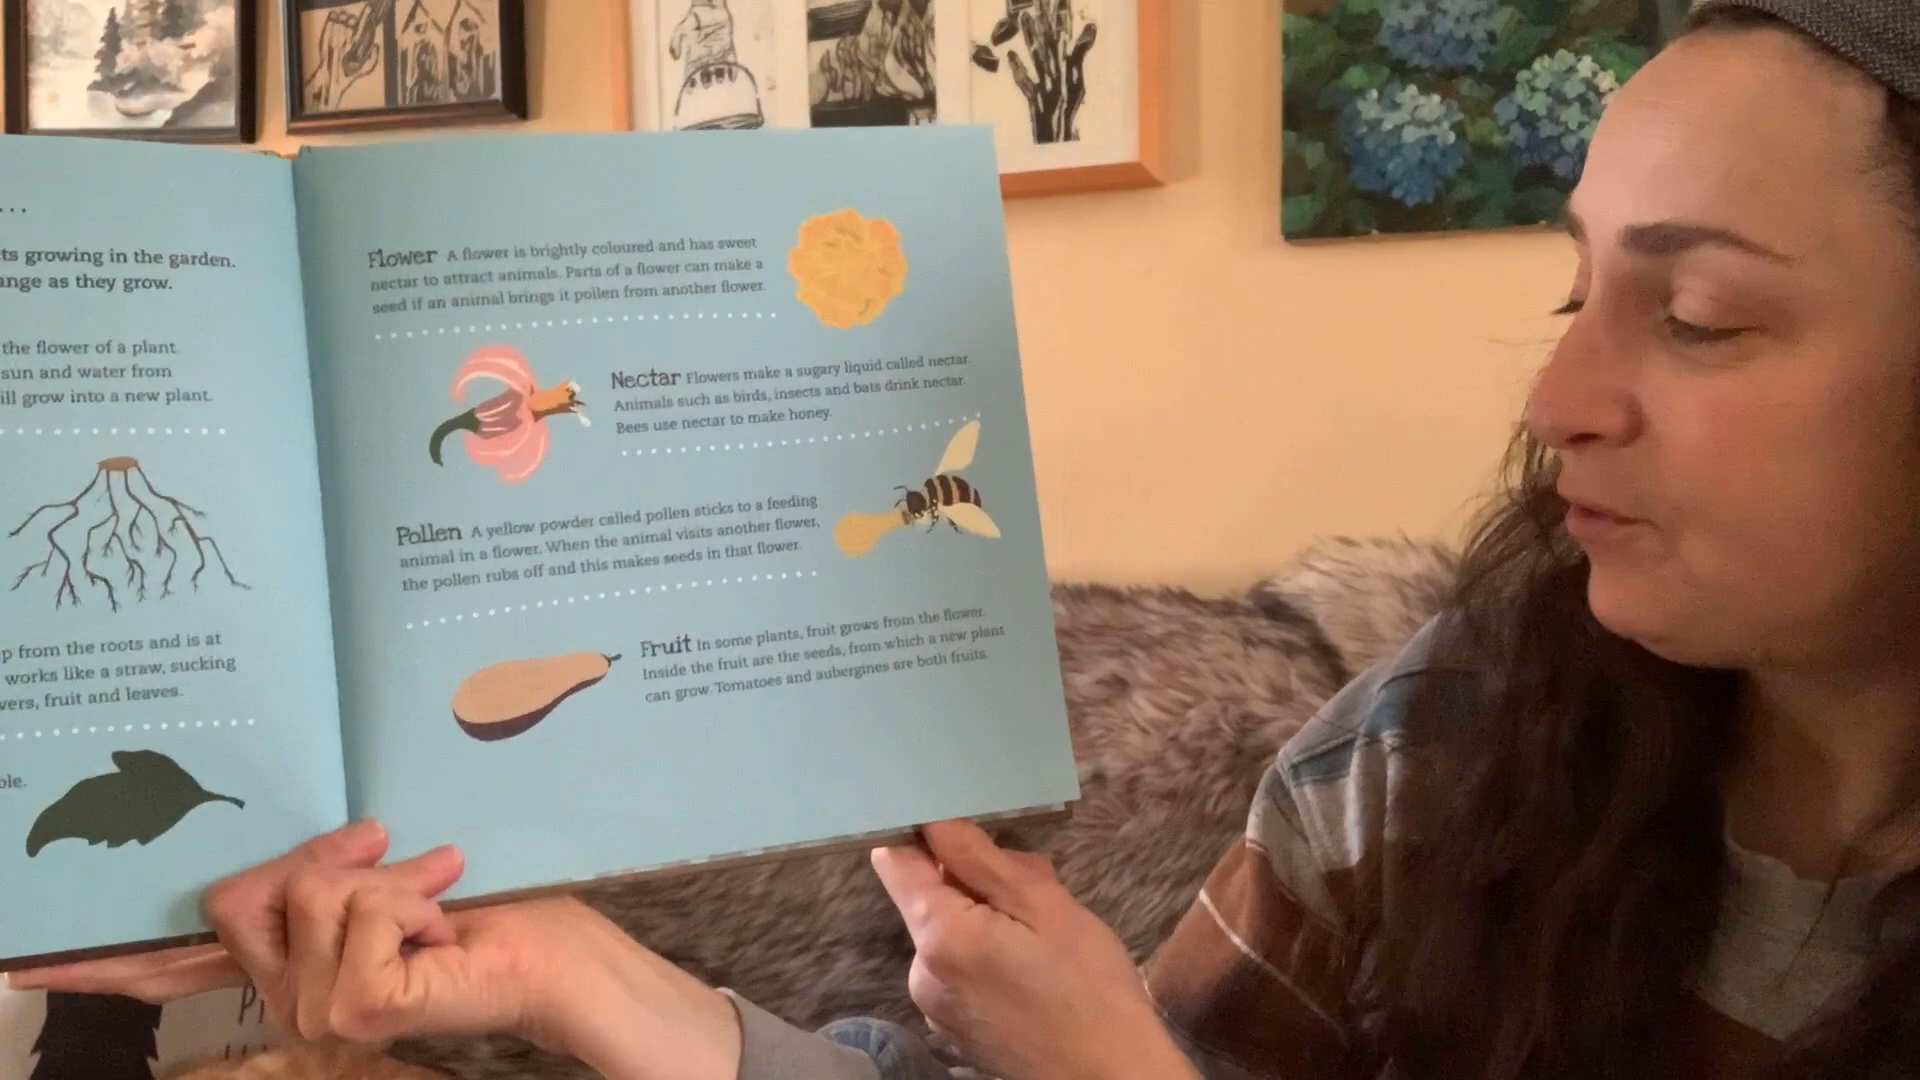 ...
ts growing in the garden.
ange as they grow.
the flower of a plant
sun and water from
ill grow into a new plant.
p from the roots and is at
works like a straw, sucking
wers, fruit and leaves.
ole.
Flower A flower is brightly coloured and has sweet
nectar to attract animals. Parts of a flower can make a
seed if an animal brings it pollen from another flower.
Nectar Flowers make a sugary liquid called nectar.
Animals such as birds, insects and bats drink nectar.
Bees use nectar to make honey.
Pollen A yellow powder called pollen sticks to a feeding
animal in a flower. When the animal visits another flower,
the pollen rubs off and this makes seeds in that flower.
Fruit In some plants, fruit grows from the flower.
Inside the fruit are the seeds, from which a new plant
can grow. Tomatoes and aubergines are both fruits.